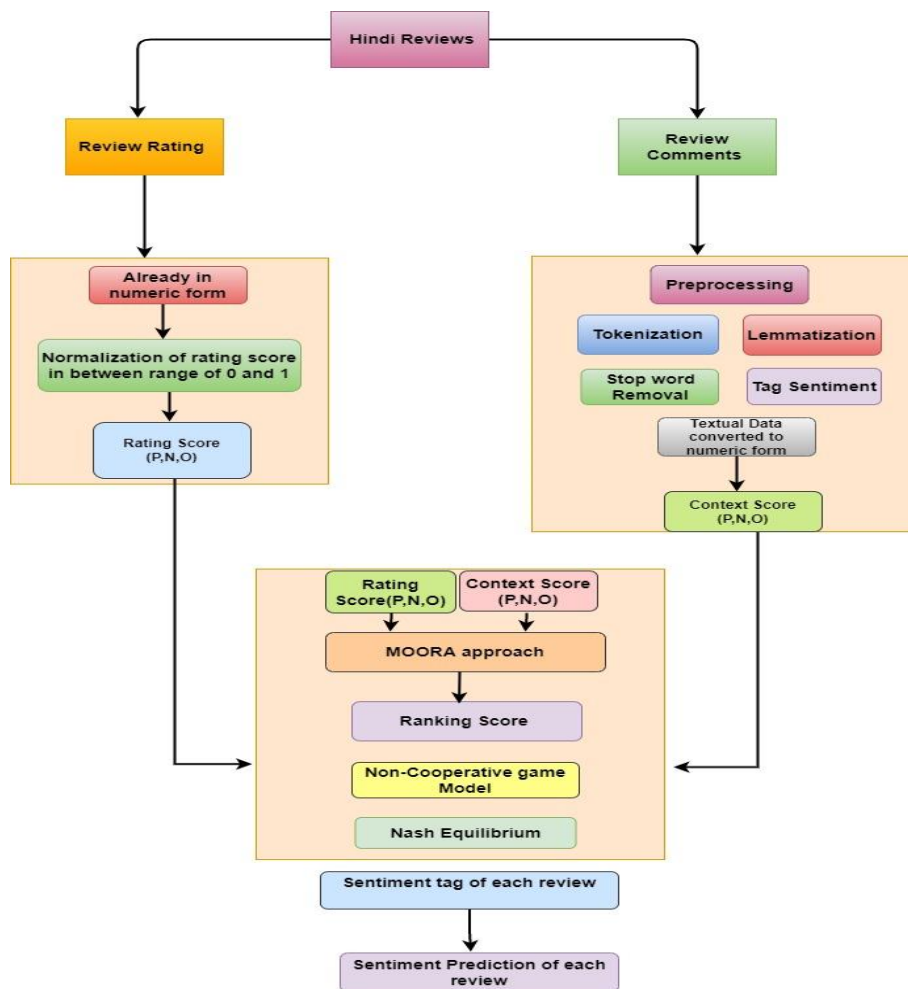 Hindi Reviews
Review Rating
Review
Comments
Already in
numeric form
Normalization of rating score
in between range of 0 and 1
Rating Score
(P,N,O)
Preprocessing
Tokenization
Lemmatization
Stop word
Removal
Tag Sentiment
Textual Data
converted to
numeric form
Context Score
(P,N,O)
Rating
Score(P,N,O)
Context Score
(P,N,O)
MOORA approach
Ranking Score
Non-Cooperative game
Model
Nash Equilibrium
Sentiment tag of each review
Sentiment Prediction of each
review